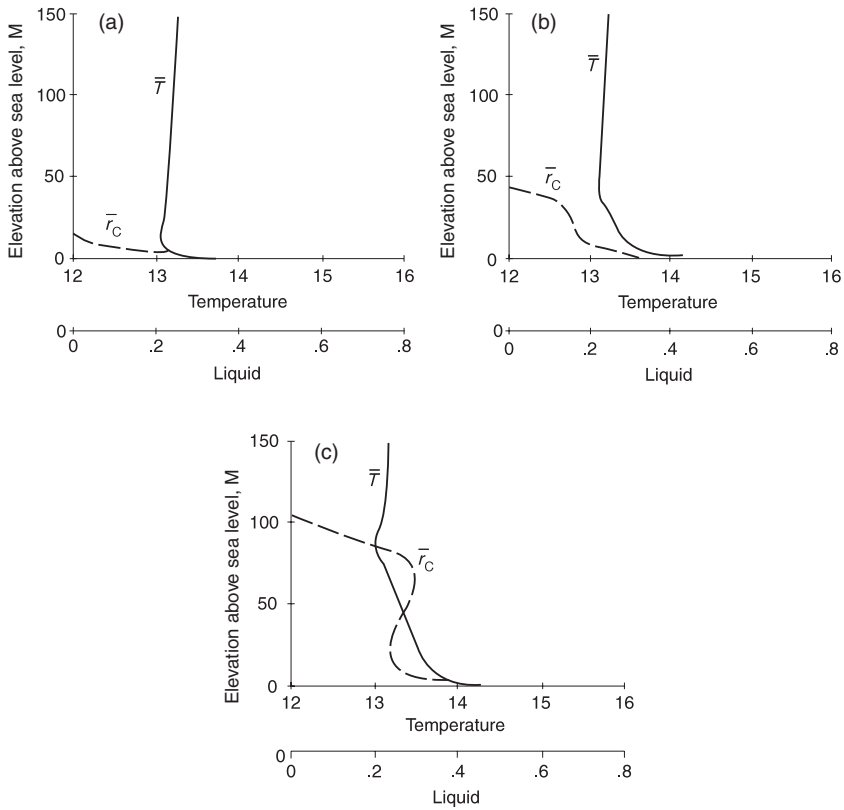 (a)
Elevation above sea level, M
150
100
50
0
T̿
r̅C
12 13 14 15 16
Temperature
0
0 .2 .4 .6 .8
Liquid
(b)
Elevation above sea level, M
150
100
50
0
T̿
r̅C
12 13 14 15 16
Temperature
0
0 .2 .4 .6 .8
Liquid
(c)
Elevation above sea level, M
150
100
50
0
T̿
r̅C
12 13 14 15 16
Temperature
0
0 .2 .4 .6 .8
Liquid